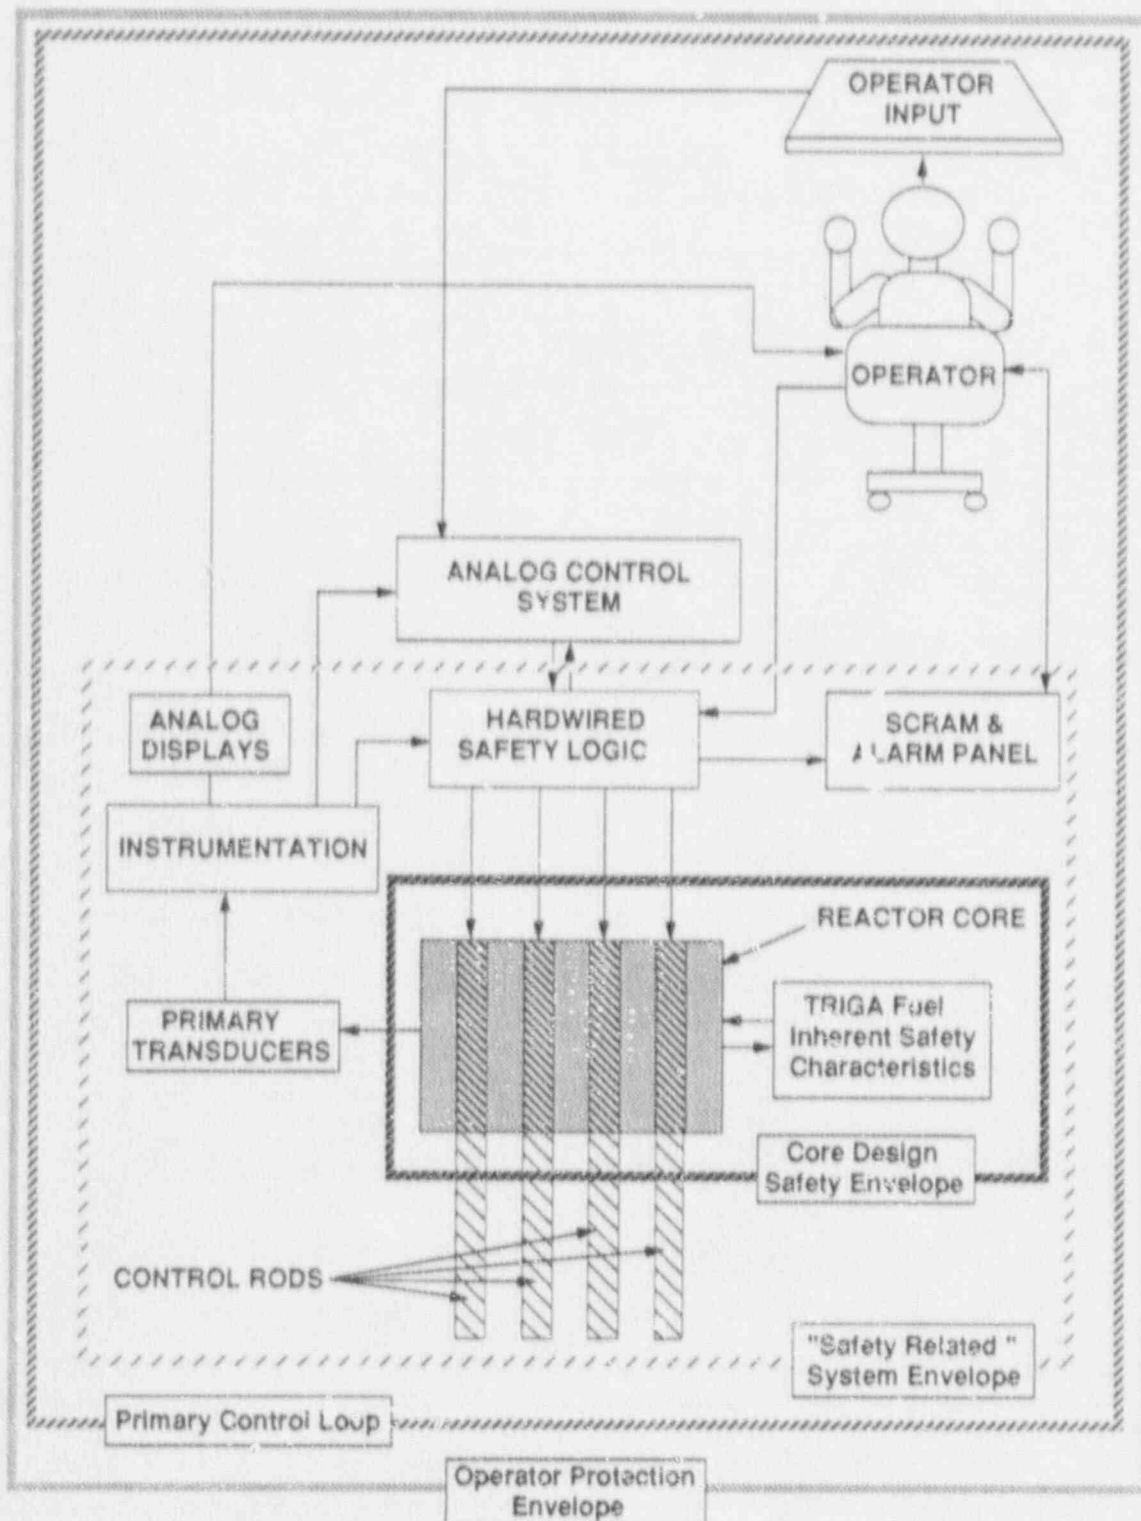 OPERATOR
INPUT
OPERATOR
ANALOG CONTROL
SYSTEM
ANALOG
DISPLAYS
HARDWIRED
SAFETY LOGIC
SCRAM &
ALARM PANEL
INSTRUMENTATION
REACTOR CORE
PRIMARY
TRANSDUCERS
TRIGA Fuel
Inherent Safety
Characteristics
Core Design
Safety Envelope
CONTROL RODS
"Safety Related "
System Envelope
Primary Control Loop
Operator Protection
Envelope